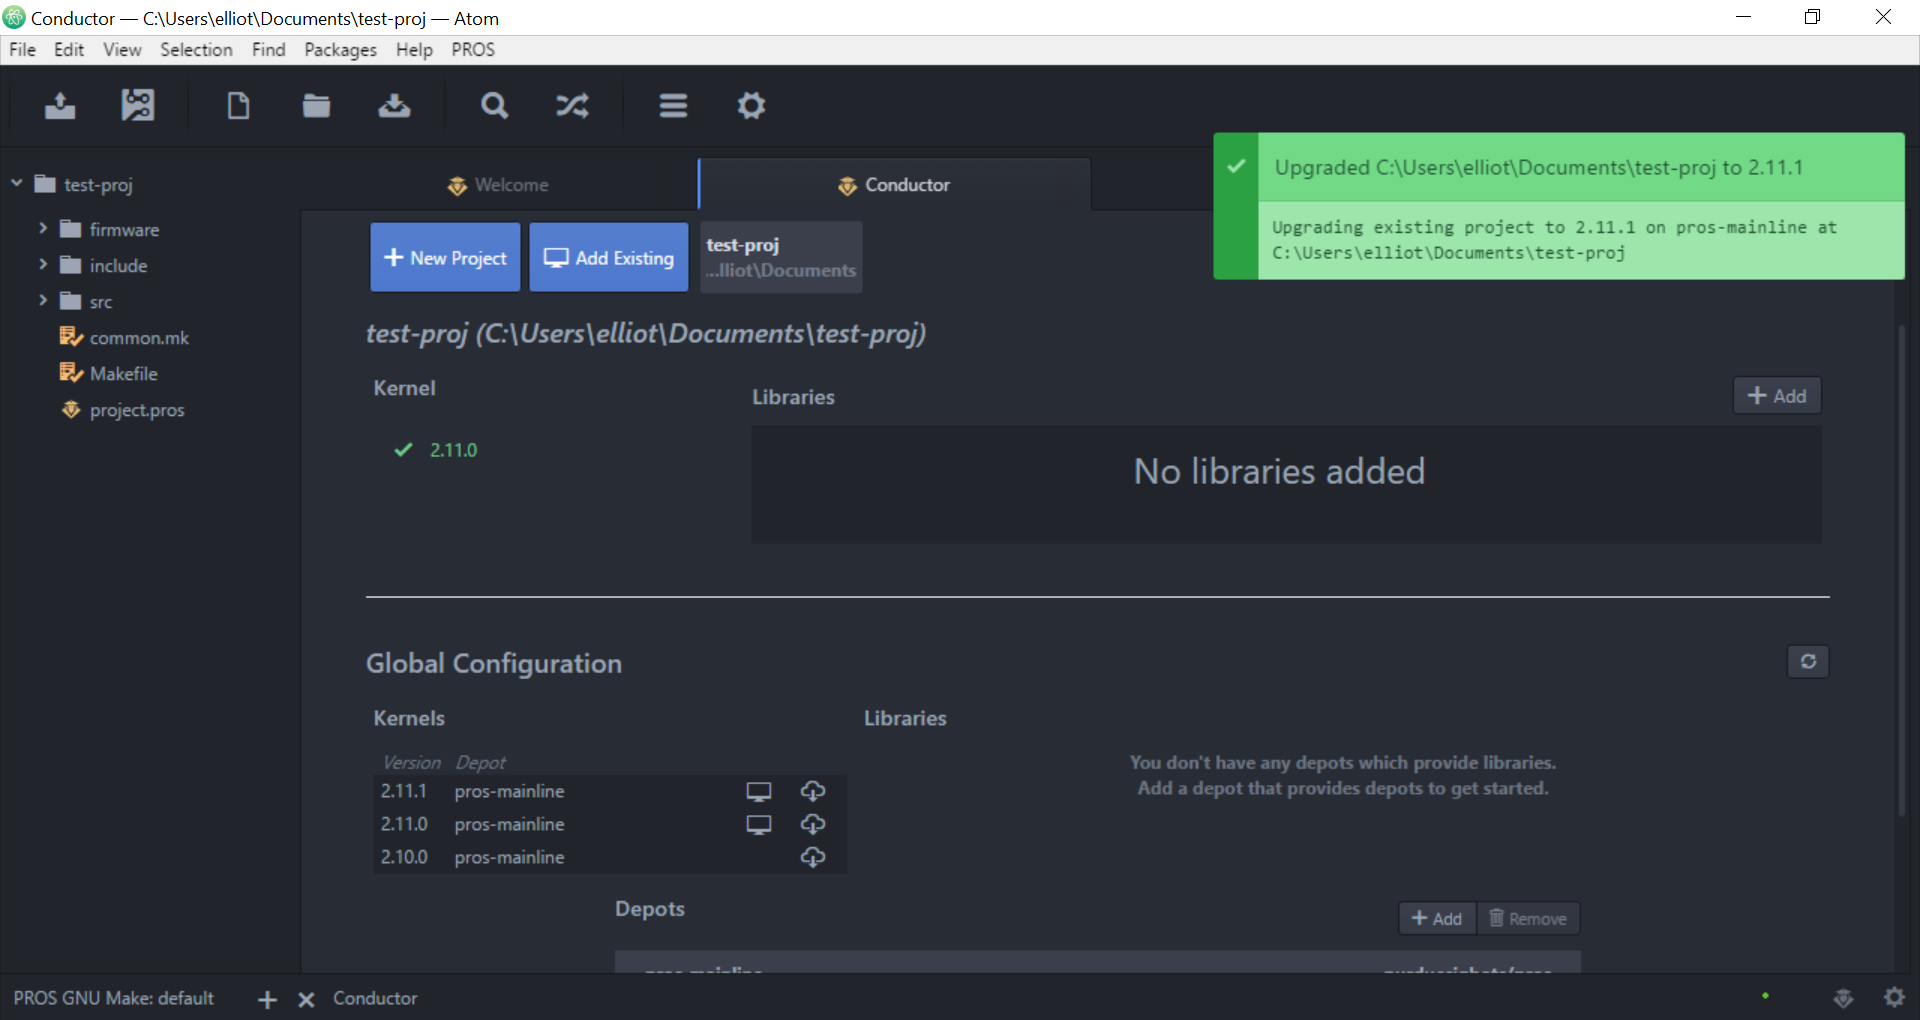 Conductor — C:\Users\elliot\Documents\test-proj — Atom
File Edit View Selection Find Packages Help PROS
Upgraded C:\Users\elliot\Documents\test-proj to 2.11.1
Upgrading existing project to 2.11.1 on pros-mainline at
C:\Users\elliot\Documents\test-proj
test-proj
firmware
include
src
common.mk
Makefile
project.pros
Welcome
Conductor
New Project
Add Existing
test-proj
...lliot\Documents
test-proj (C:\Users\elliot\Documents\test-proj)
Kernel
2.11.0
Libraries
Add
No libraries added
Global Configuration
Kernels
Version Depot
2.11.1 pros-mainline
2.11.0 pros-mainline
2.10.0 pros-mainline
Libraries
You don't have any depots which provide libraries.
Add a depot that provides depots to get started.
Depots
Add
Remove
PROS GNU Make: default
Conductor